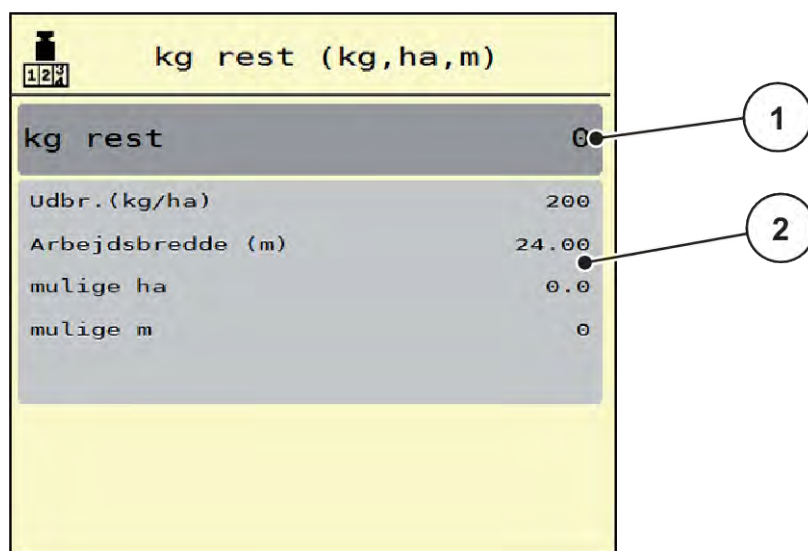 123
kg rest (kg,ha,m)
kg rest 0
1
Udbr.(kg/ha) 200
Arbejdsbredde (m) 24.00
2
mulige ha 0.0
mulige m 0